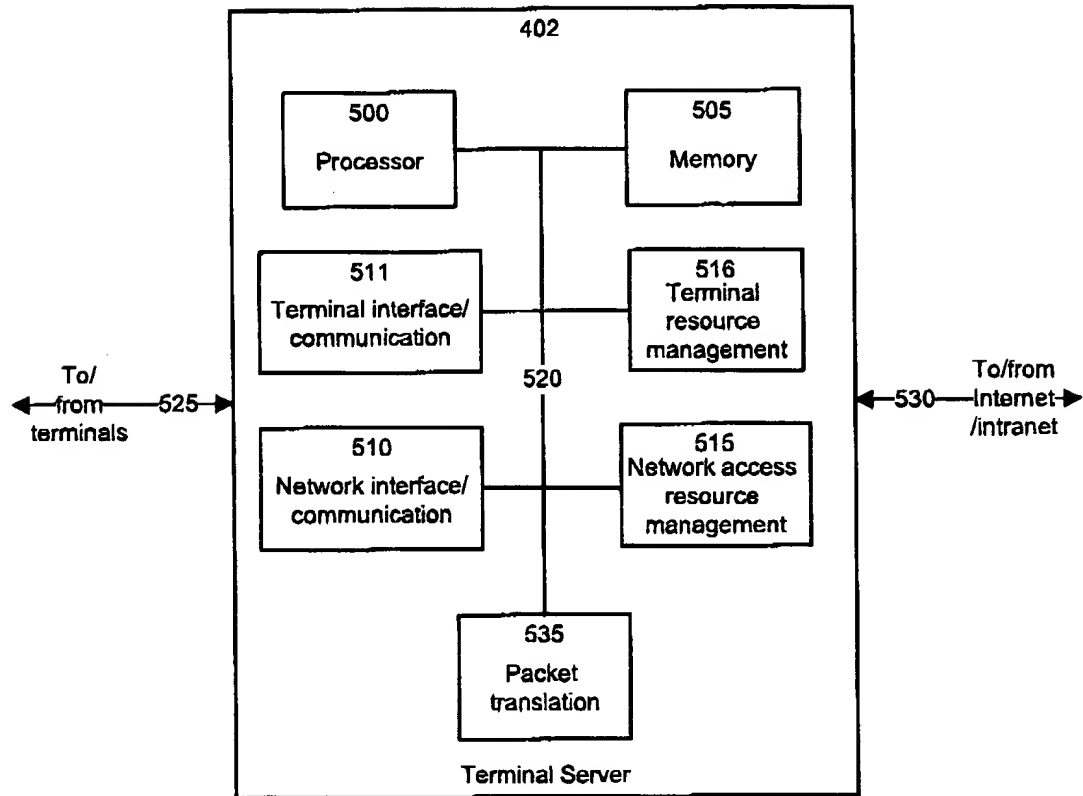 402
500
Processor
505
Memory
511
Terminal interface/
communication
516
Terminal
resource
management
To/
from
terminals
525
520
530
To/from
Internet
/intranet
510
Network interface/
communication
515
Network access
resource
management
535
Packet
translation
Terminal Server